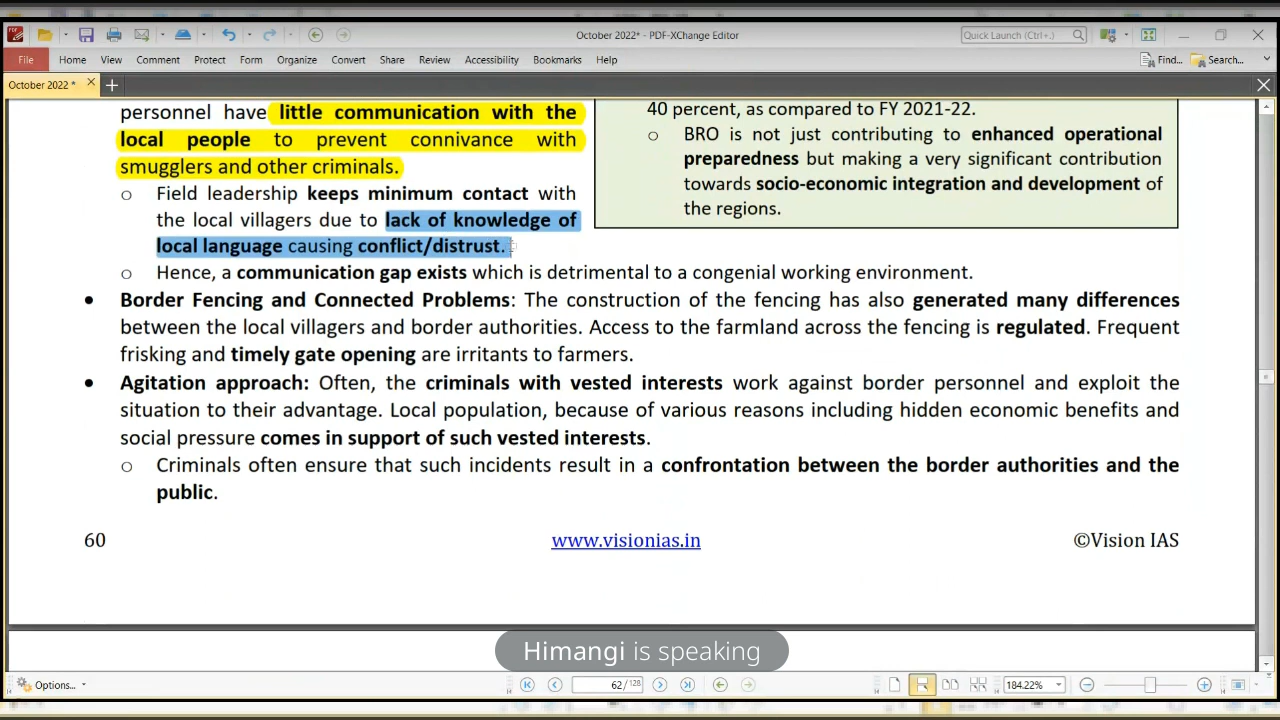 October 2022* - PDF-XChange Editor
Quick Launch (Ctrl+.)
File Home View Comment Protect Form Organize Convert Share Review Accessibility Bookmarks Help
Find... Search...
October 2022 *
personnel have little communication with the
local people to prevent connivance with
smugglers and other criminals.
o Field leadership keeps minimum contact with
the local villagers due to lack of knowledge of
local language causing conflict/distrust.
o Hence, a communication gap exists which is detrimental to a congenial working environment.
40 percent, as compared to FY 2021-22.
o BRO is not just contributing to enhanced operational
preparedness but making a very significant contribution
towards socio-economic integration and development of
the regions.
• Border Fencing and Connected Problems: The construction of the fencing has also generated many differences
between the local villagers and border authorities. Access to the farmland across the fencing is regulated. Frequent
frisking and timely gate opening are irritants to farmers.
• Agitation approach: Often, the criminals with vested interests work against border personnel and exploit the
situation to their advantage. Local population, because of various reasons including hidden economic benefits and
social pressure comes in support of such vested interests.
o Criminals often ensure that such incidents result in a confrontation between the border authorities and the
public.
60 www.visionias.in ©Vision IAS
Himangi is speaking
Options... 62/128 184.22%